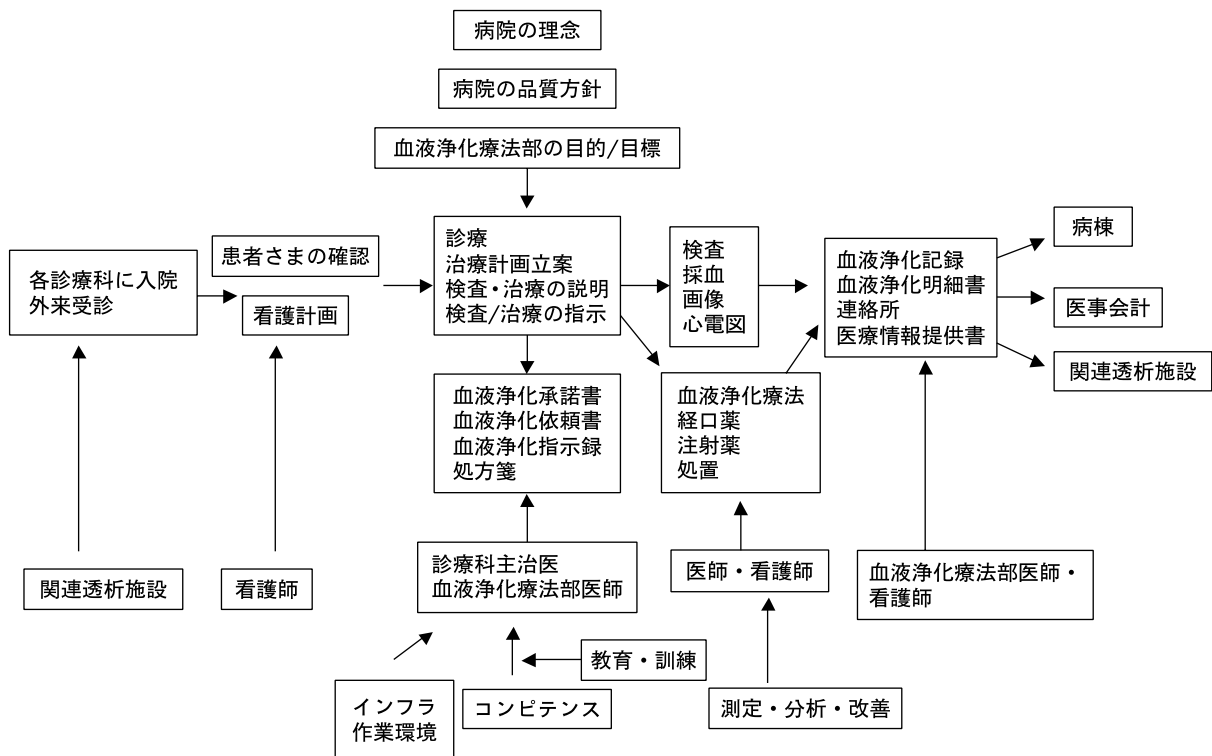 病院の理念
病院の品質方針
血液浄化療法部の目的/目標
各診療科に入院
外来受診
患者さまの確認
看護計画
診療
治療計画立案
検査・治療の説明
検査/治療の指示
検査
採血
画像
心電図
血液浄化記録
血液浄化明細書
連絡所
医療情報提供書
病棟
医事会計
関連透析施設
血液浄化承諾書
血液浄化依頼書
血液浄化指示録
処方箋
血液浄化療法
経口薬
注射薬
処置
関連透析施設
看護師
診療科主治医
血液浄化療法部医師
医師・看護師
血液浄化療法部医師・
看護師
教育・訓練
インフラ
作業環境
コンピテンス
測定・分析・改善